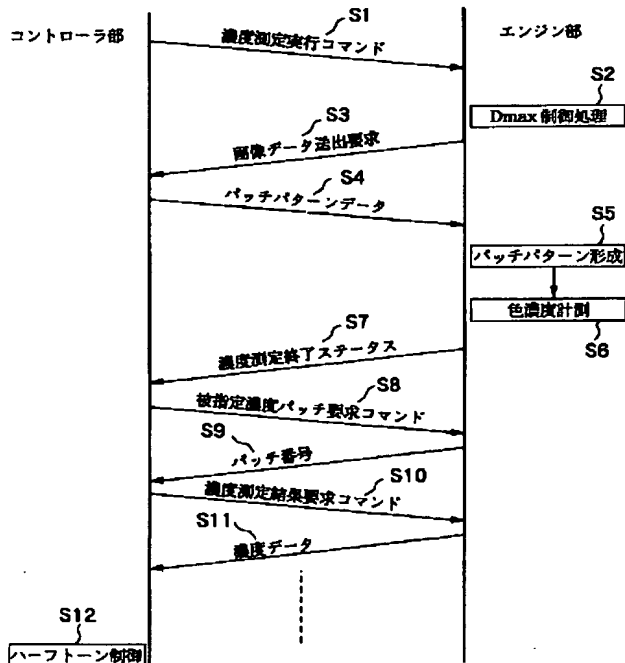 コントローラ部
エンジン部
S1
濃度測定実行コマンド
S2
Dmax 制御処理
S3
画像データ送出要求
S4
パッチパターンデータ
S5
パッチパターン形成
色濃度計測
S6
S7
濃度測定終了ステータス
S8
被指定濃度パッチ要求コマンド
S9
パッチ番号
S10
濃度測定結果要求コマンド
S11
濃度データ
S12
ハーフトーン制御